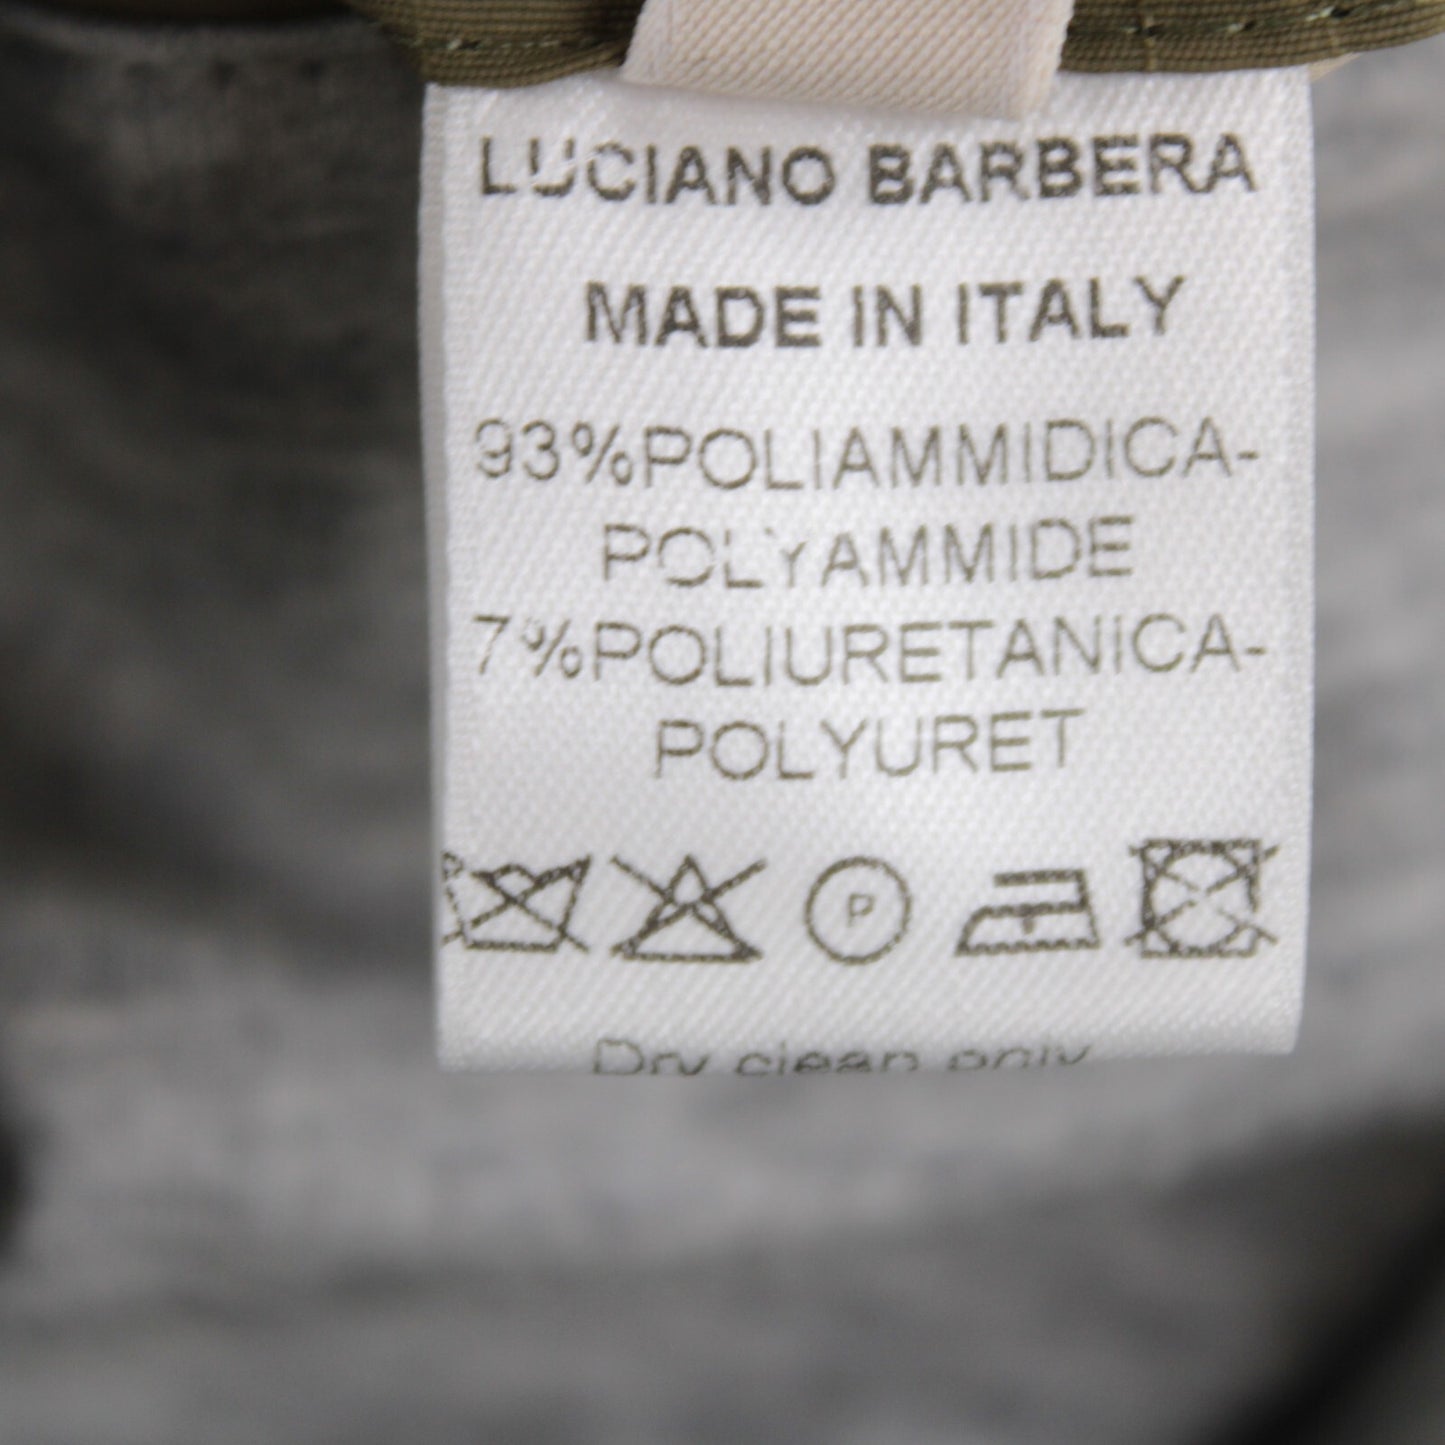 LUCIANO BARBERA
MADE IN ITALY
93%POLIAMMIDICA-
POLYAMMIDE
7%POLIURETANICA-
POLYURET
P
Dry clean only